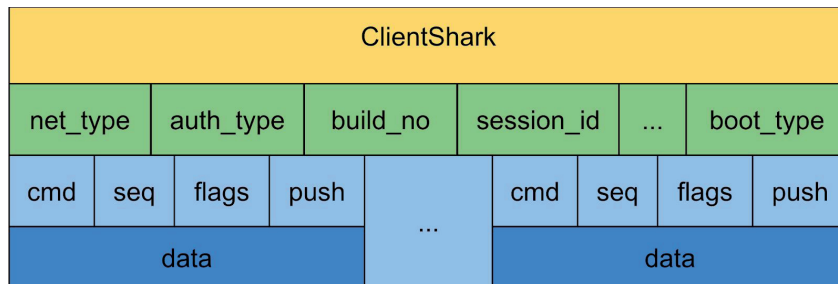 ClientShark
net_type auth_type build_no session_id ... boot_type
cmd seq flags push ... cmd seq flags push
data data